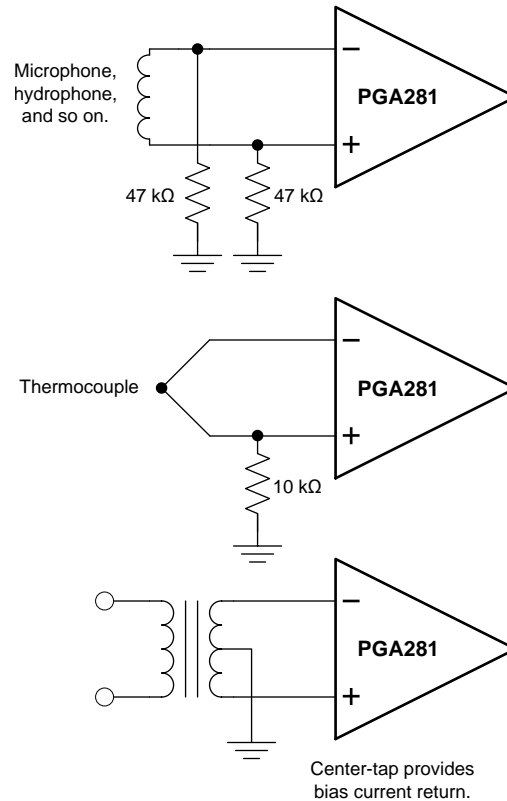 Microphone,
hydrophone,
and so on.
−
PGA281
+
47 kΩ
47 kΩ
−
Thermocouple
PGA281
+
10 kΩ
−
PGA281
+
Center-tap provides
bias current return.